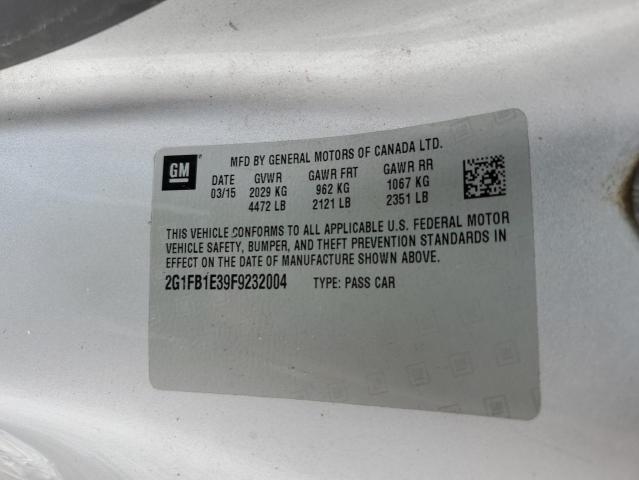 GM
MFD BY GENERAL MOTORS OF CANADA LTD.
DATE GVWR GAWR FRT GAWR RR
03/15 2029 KG 962 KG 1067 KG
4472 LB 2121 LB 2351 LB
THIS VEHICLE CONFORMS TO ALL APPLICABLE U.S. FEDERAL MOTOR
VEHICLE SAFETY, BUMPER, AND THEFT PREVENTION STANDARDS IN
EFFECT ON THE DATE OF MANUFACTURE SHOWN ABOVE.
2G1FB1E39F9232004 TYPE: PASS CAR